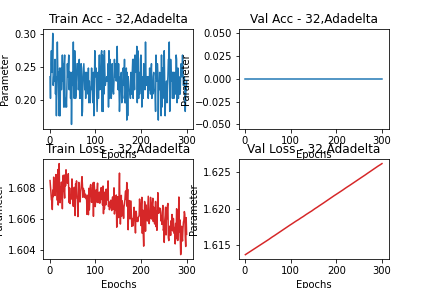 Train Acc - 32,Adadelta
Val Acc - 32,Adadelta
0.30
0.25
0.20
Parameter
0 100 200 300
Epochs
0.050
0.025
0.000
−0.025
−0.050
Parameter
0 100 200 300
Epochs
Train Loss - 32,Adadelta
Val Loss - 32,Adadelta
1.608
1.606
1.604
Parameter
0 100 200 300
Epochs
1.625
1.620
1.615
Parameter
0 100 200 300
Epochs